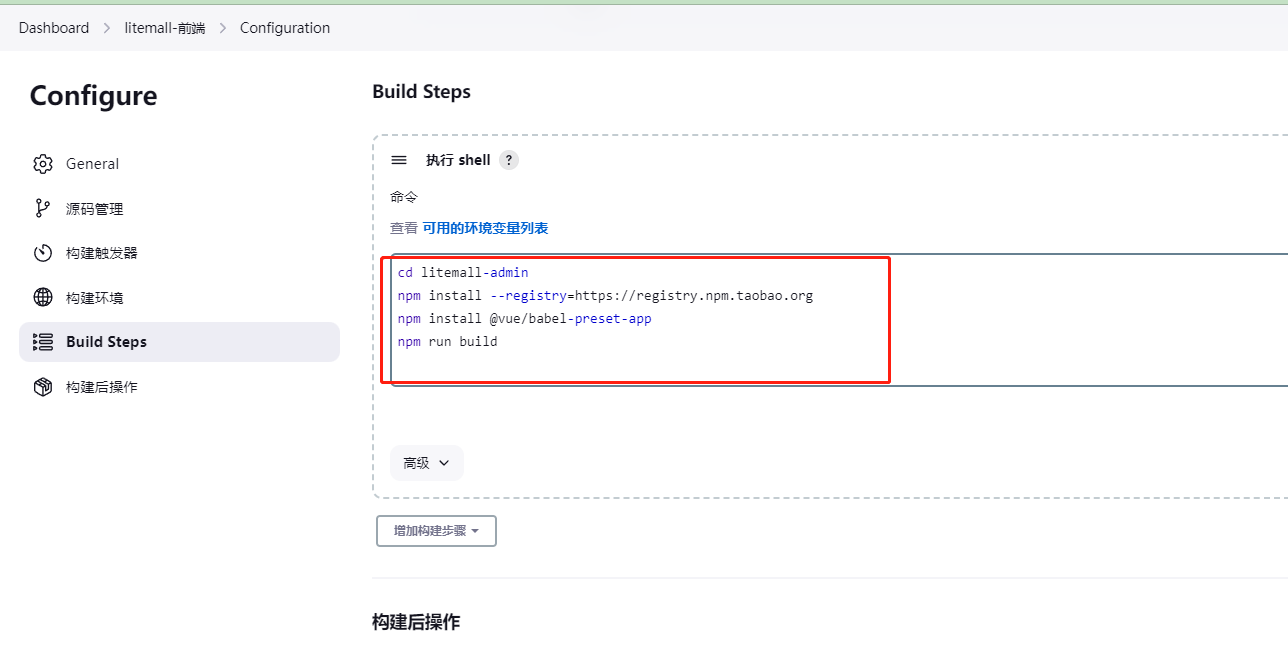 Dashboard > litemall-前端 > Configuration
Configure
General
源码管理
构建触发器
构建环境
Build Steps
构建后操作
Build Steps
执行 shell ?
命令
查看 可用的环境变量列表
cd litemall-admin
npm install --registry=https://registry.npm.taobao.org
npm install @vue/babel-preset-app
npm run build
高级
增加构建步骤
构建后操作